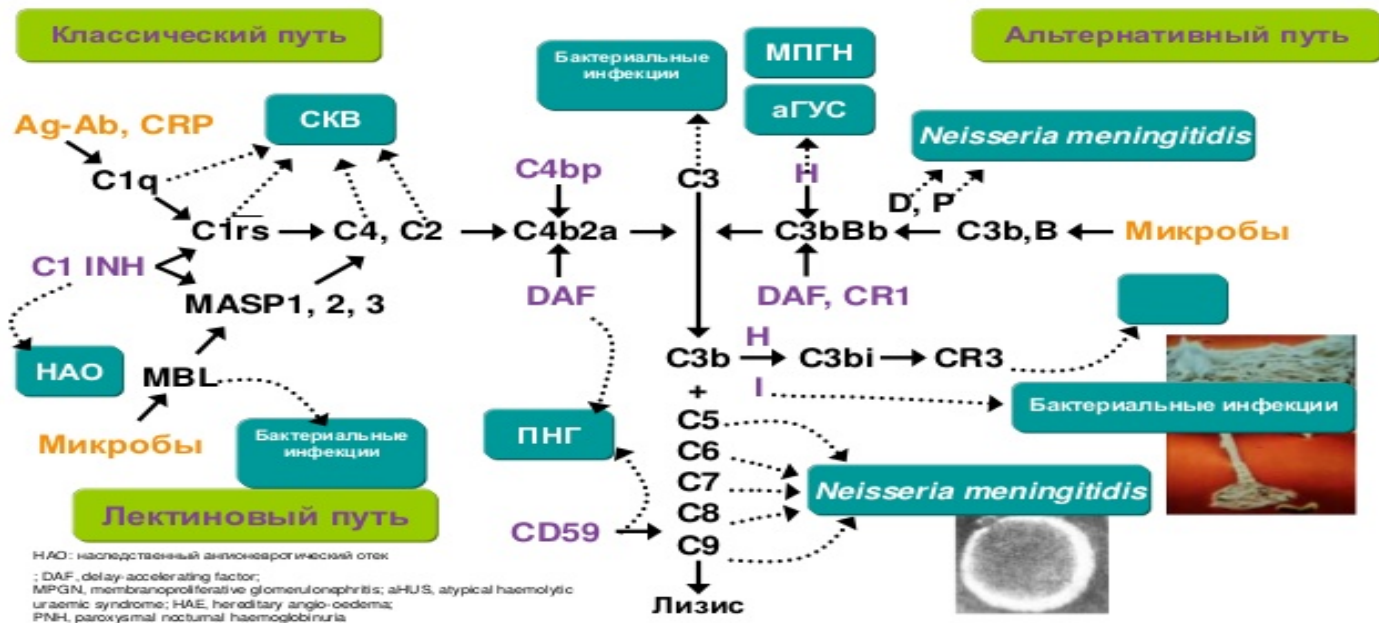 Классический путь
Альтернативный путь
Бактериальные
инфекции
МПГН
аГУС
СКВ
Neisseria meningitidis
Ag-Ab, CRP
C1q
C4bp
C3
H
D, P
C1rs
C4, C2
C4b2a
C3bBb
C3b,B
Микробы
C1 INH
MASP1, 2, 3
DAF
DAF, CR1
H
C3b
C3bi
CR3
НАО
MBL
+
I
Бактериальные инфекции
C5
Микробы
Бактериальные
инфекции
ПНГ
C6
C7
Neisseria meningitidis
C8
Лектиновый путь
CD59
C9
Лизис
НАО: наследственный ангионевротический отек
; DAF, delay-accelerating factor;
MPGN, membranoproliferative glomerulonephritis; aHUS, atypical haemolytic
uraemic syndrome; HAE, hereditary angio-oedema;
PNH, paroxysmal nocturnal haemoglobinuria